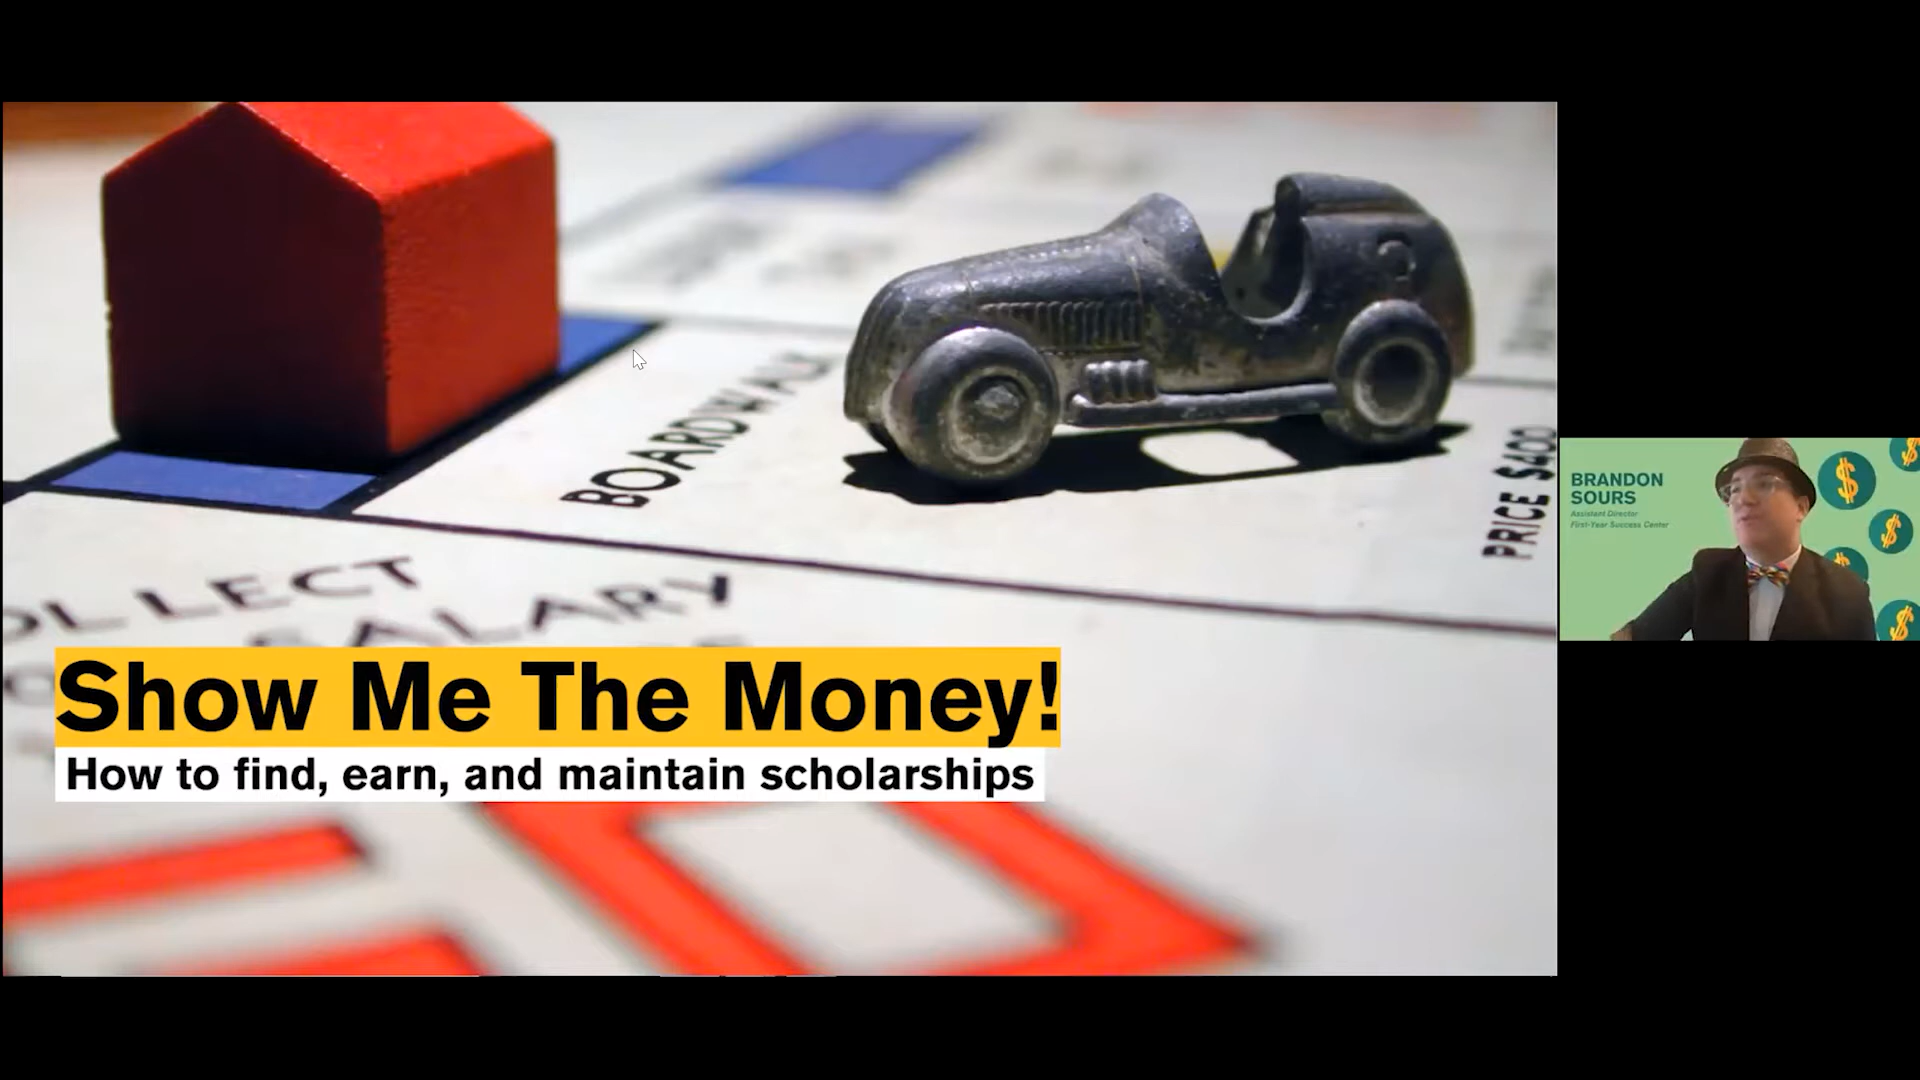 BOARDWALK
PRICE $400
COLLECT
SALARY
Show Me The Money!
How to find, earn, and maintain scholarships
BRANDON
SOURS
Assistant Director
First-Year Success Center
$
$
$
$
$